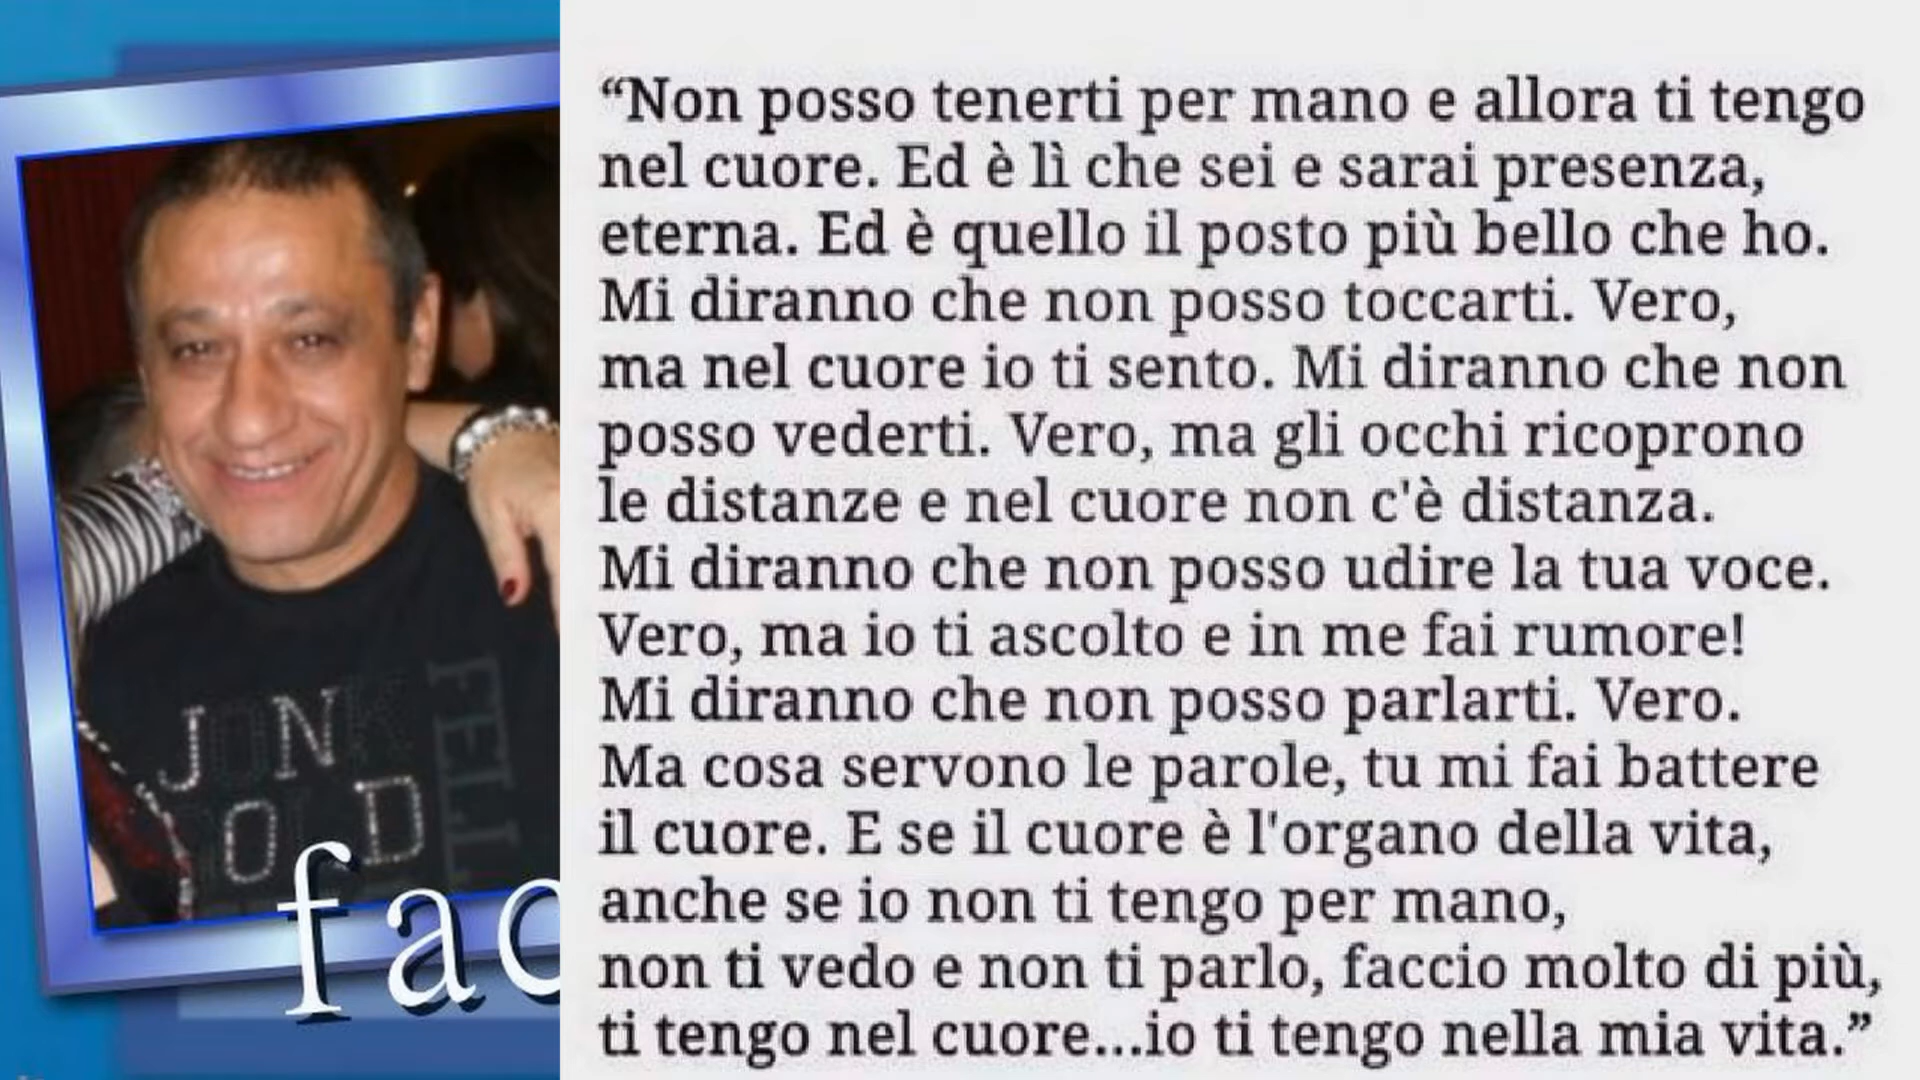 “Non posso tenerti per mano e allora ti tengo
nel cuore. Ed è lì che sei e sarai presenza,
eterna. Ed è quello il posto più bello che ho.
Mi diranno che non posso toccarti. Vero,
ma nel cuore io ti sento. Mi diranno che non
posso vederti. Vero, ma gli occhi ricoprono
le distanze e nel cuore non c'è distanza.
Mi diranno che non posso udire la tua voce.
Vero, ma io ti ascolto e in me fai rumore!
Mi diranno che non posso parlarti. Vero.
Ma cosa servono le parole, tu mi fai battere
il cuore. E se il cuore è l'organo della vita,
anche se io non ti tengo per mano,
non ti vedo e non ti parlo, faccio molto di più,
ti tengo nel cuore...io ti tengo nella mia vita.”
fac